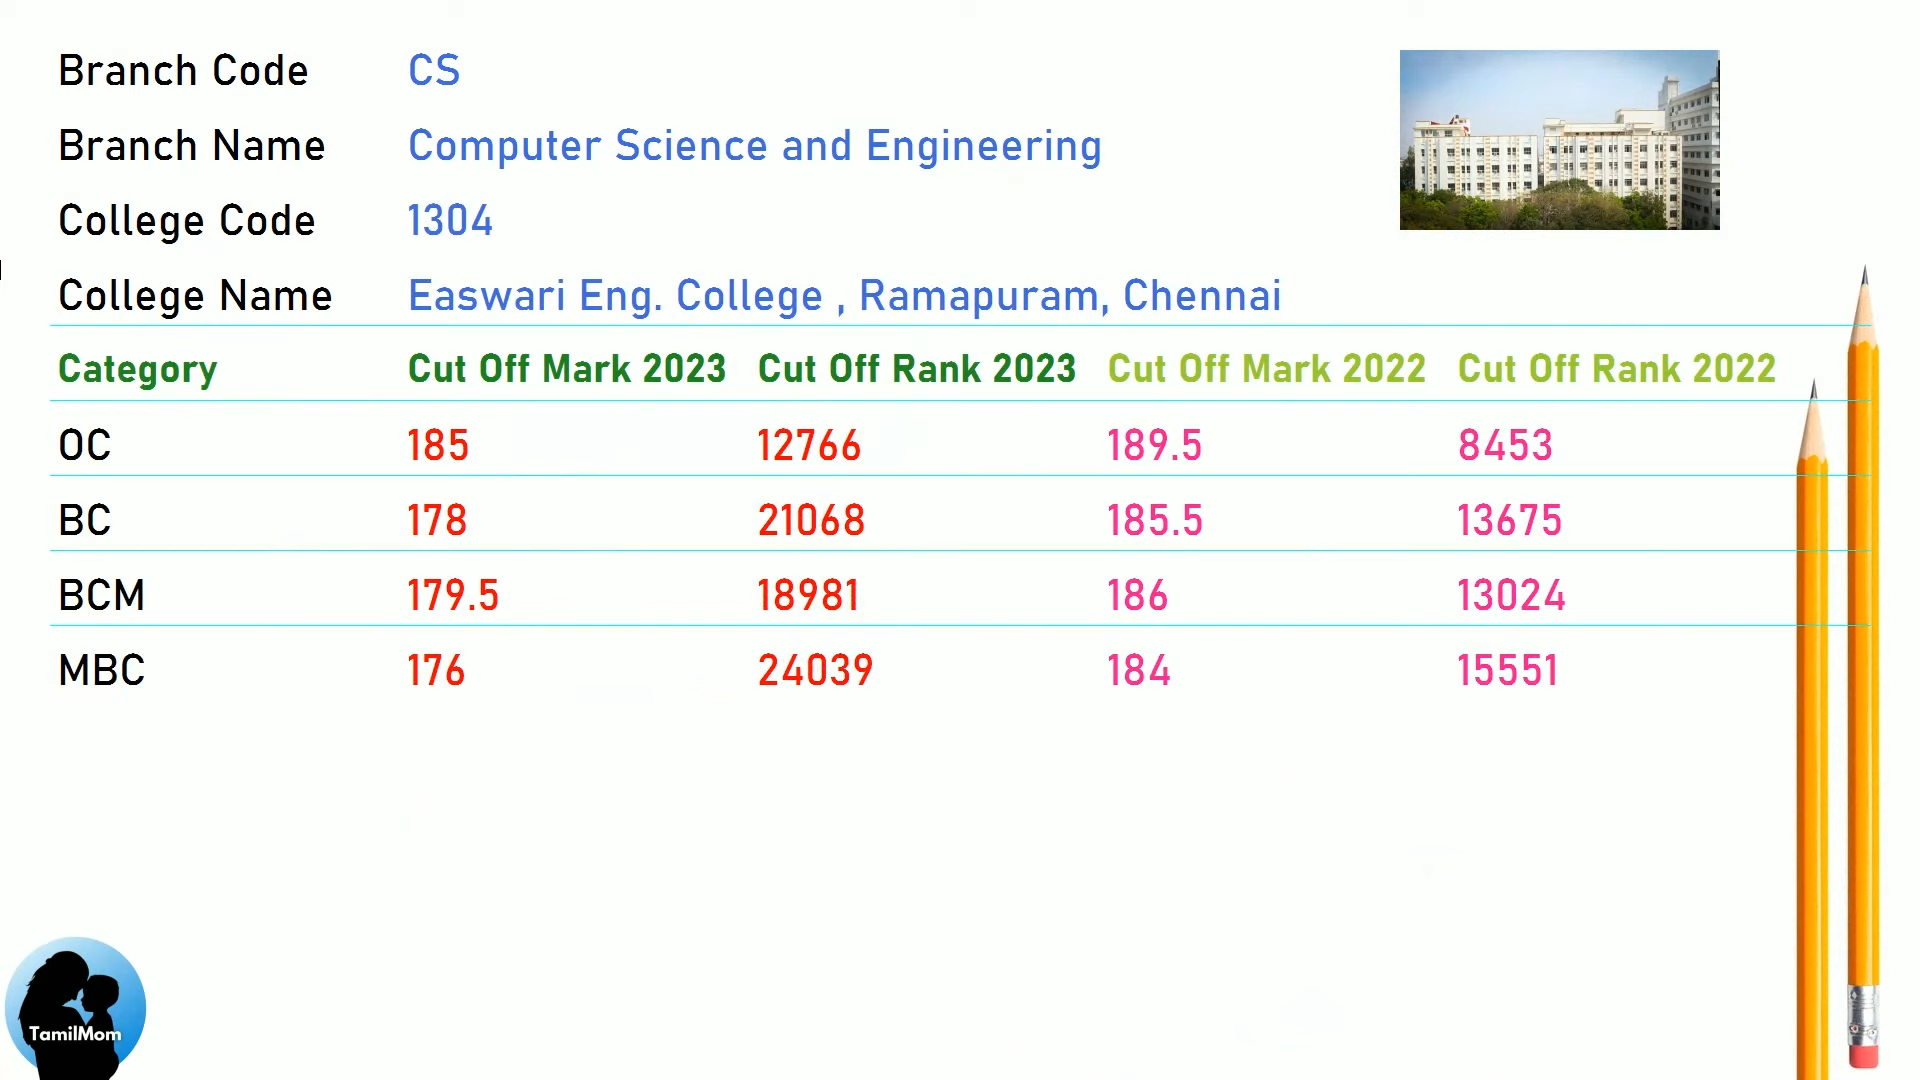 Branch Code CS
Branch Name Computer Science and Engineering
College Code 1304
College Name Easwari Eng. College , Ramapuram, Chennai
Category Cut Off Mark 2023 Cut Off Rank 2023 Cut Off Mark 2022 Cut Off Rank 2022
OC 185 12766 189.5 8453
BC 178 21068 185.5 13675
BCM 179.5 18981 186 13024
MBC 176 24039 184 15551
TamilMom